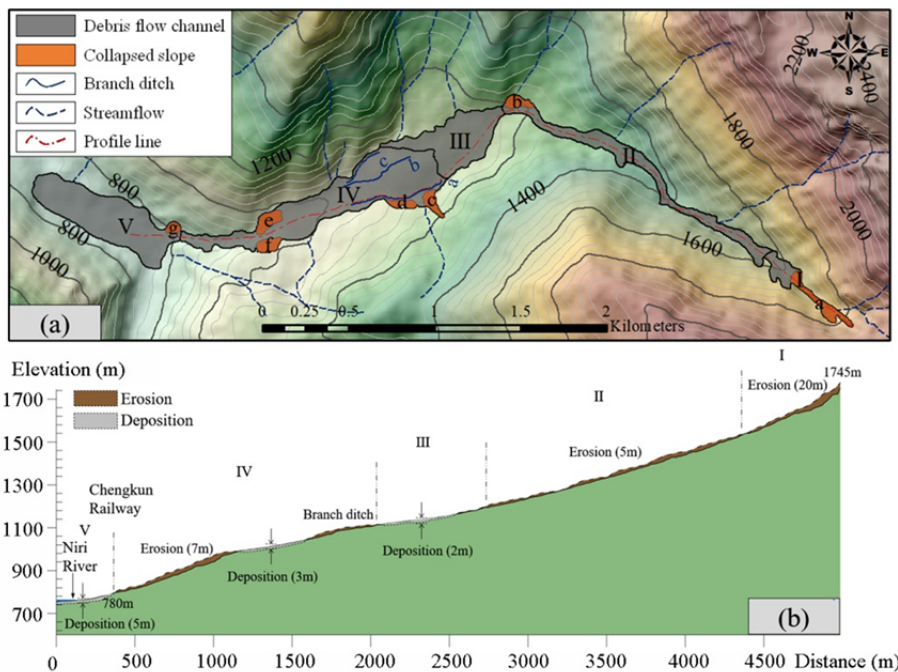 Debris flow channel
Collapsed slope
Branch ditch
Streamflow
Profile line
N
W E
S
2200
2400
1800
2000
1200
1400
1600
800
800
1000
I
II
III
IV
V
a
b
c
d
e
f
g
a
b
c
0 0.25 0.5 1 1.5 2
Kilometers
(a)
Elevation (m)
Erosion
Deposition
1700
1500
1300
1100
900
700
I
1745m
Erosion (20m)
II
Erosion (5m)
III
Deposition (2m)
IV
Branch ditch
Deposition (3m)
Erosion (7m)
Chengkun
Railway
V
Niri
River
780m
Deposition (5m)
(b)
0 500 1000 1500 2000 2500 3000 3500 4000 4500 Distance (m)